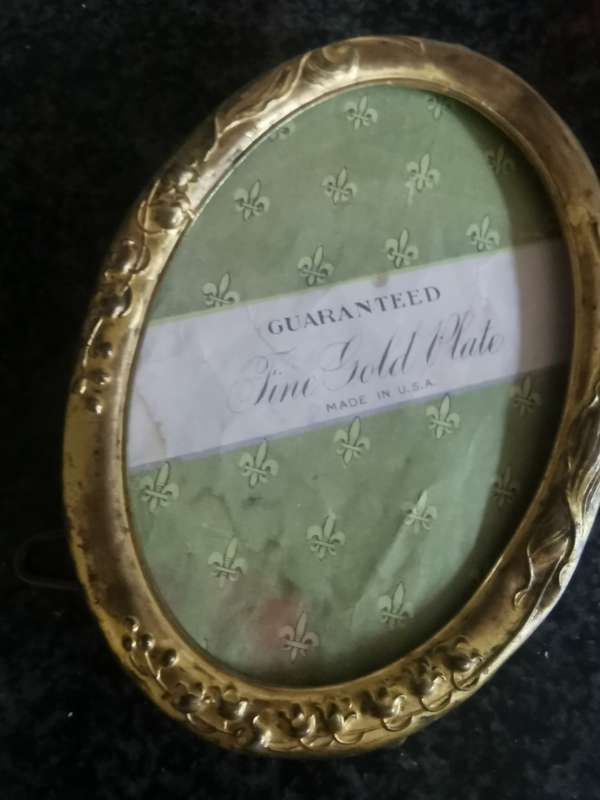 GUARANTEED
Fine Gold Plate
MADE IN U.S.A.